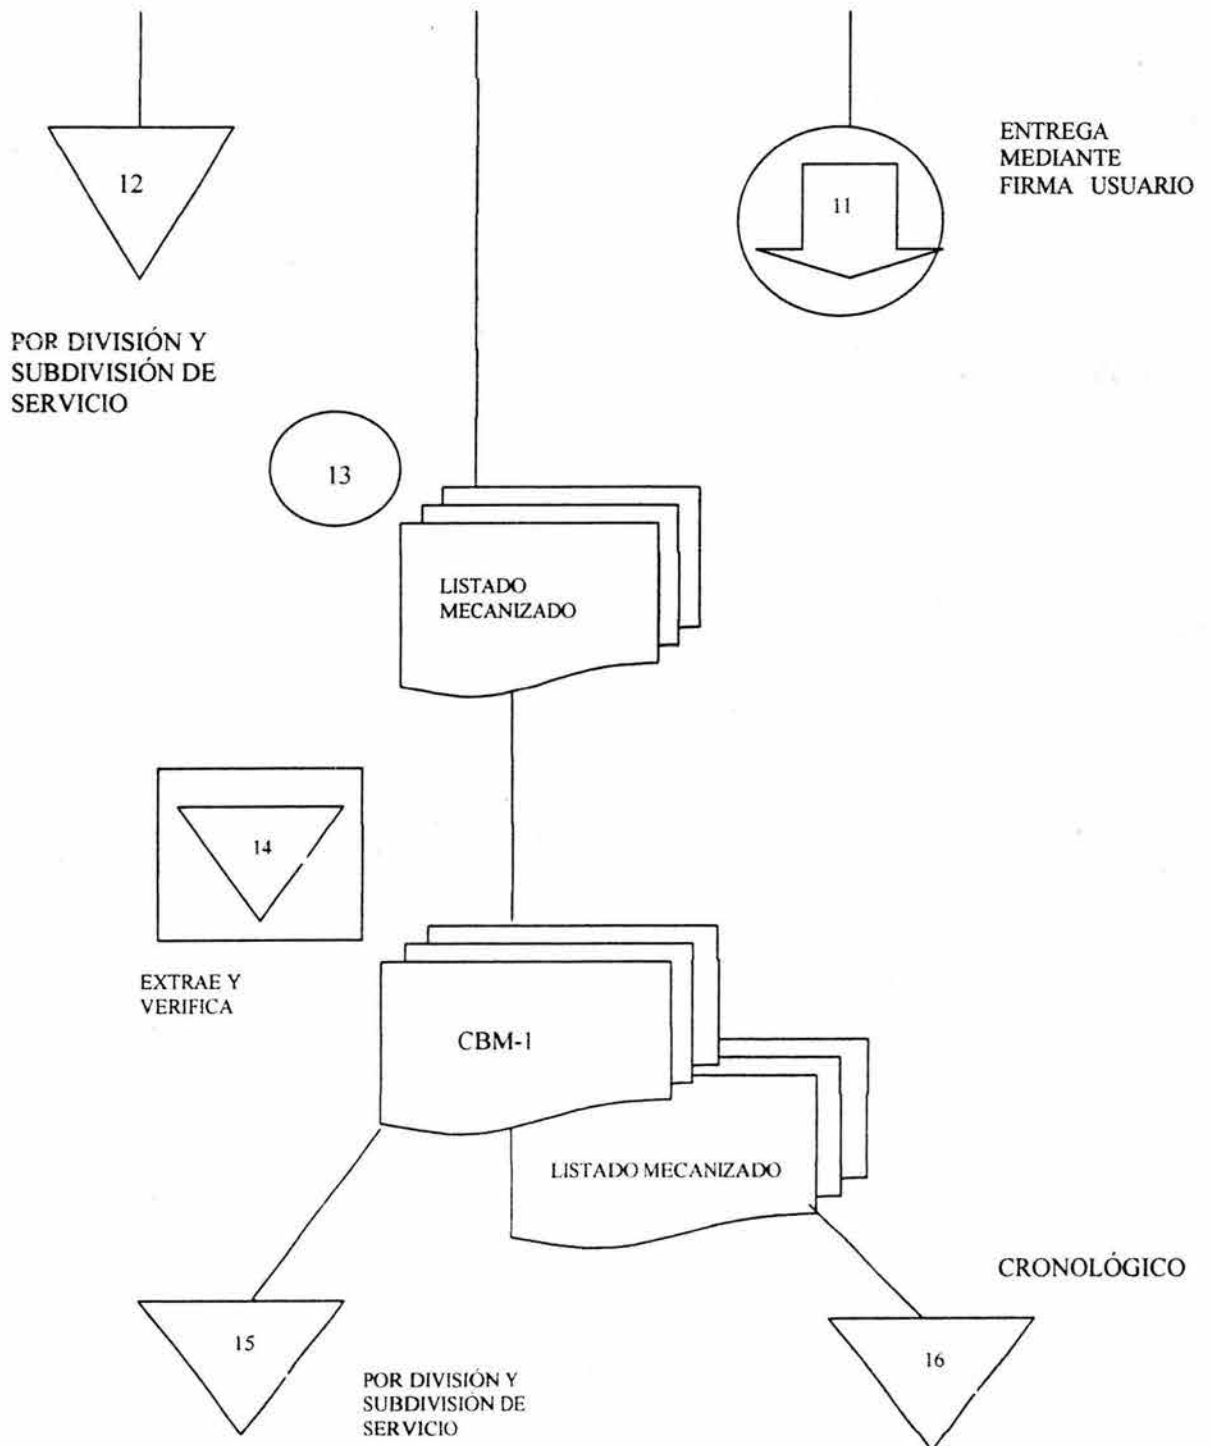 12
11
ENTREGA
MEDIANTE
FIRMA USUARIO
POR DIVISIÓN Y
SUBDIVISIÓN DE
SERVICIO
13
LISTADO
MECANIZADO
14
EXTRAE Y
VERIFICA
CBM-1
LISTADO MECANIZADO
CRONOLÓGICO
15
16
POR DIVISIÓN Y
SUBDIVISIÓN DE
SERVICIO